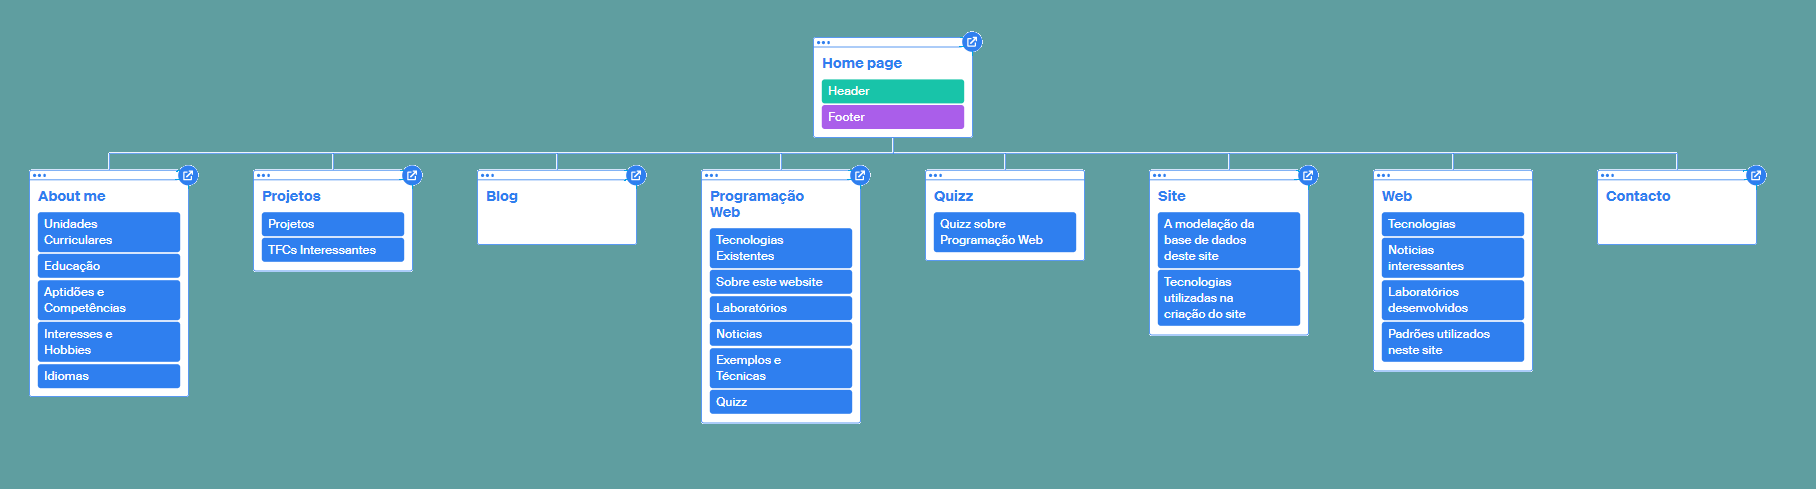 Home page
Header
Footer
About me
Unidades
Curriculares
Educação
Aptidões e
Competências
Interesses e
Hobbies
Idiomas
Projetos
Projetos
TFCs Interessantes
Blog
Programação
Web
Tecnologias
Existentes
Sobre este website
Laboratórios
Noticias
Exemplos e
Técnicas
Quizz
Quizz
Quizz sobre
Programação Web
Site
A modelação da
base de dados
deste site
Tecnologias
utilizadas na
criação do site
Web
Tecnologias
Noticias
interessantes
Laboratórios
desenvolvidos
Padrões utilizados
neste site
Contacto